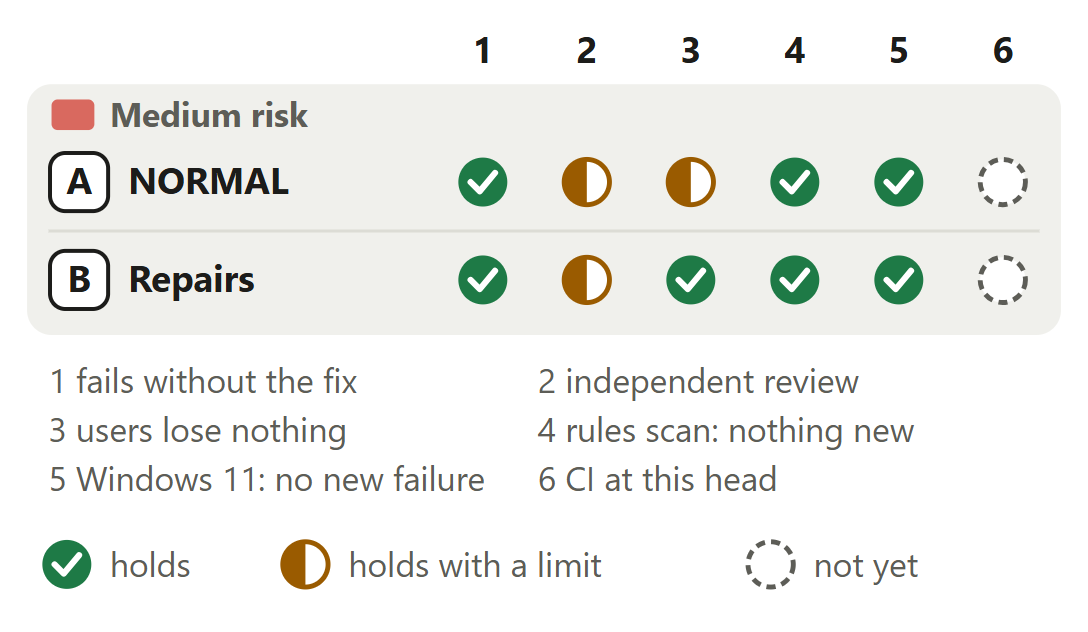 1 2 3 4 5 6
Medium risk
A NORMAL
B Repairs
1 fails without the fix
2 independent review
3 users lose nothing
4 rules scan: nothing new
5 Windows 11: no new failure
6 CI at this head
holds
holds with a limit
not yet